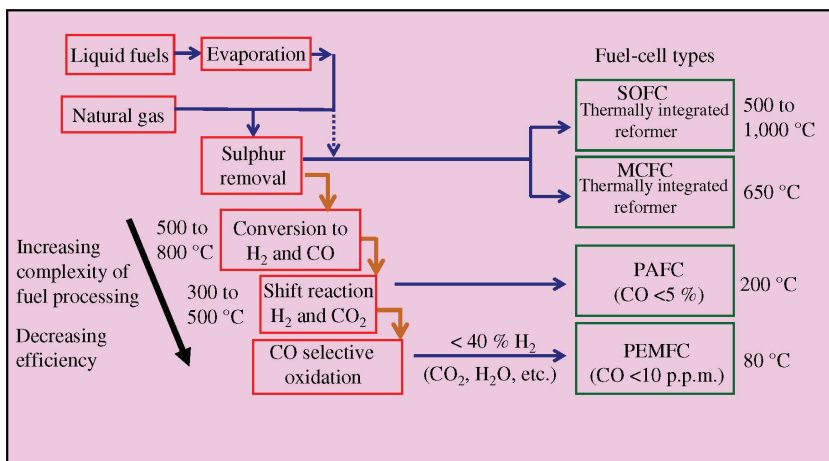 Liquid fuels
Evaporation
Fuel-cell types
Natural gas
SOFC
Thermally integrated
reformer
500 to
1,000 °C
Sulphur
removal
MCFC
Thermally integrated
reformer
650 °C
500 to
800 °C
Conversion to
H₂ and CO
Increasing
complexity of
fuel processing
Decreasing
efficiency
300 to
500 °C
Shift reaction
H₂ and CO₂
PAFC
(CO <5 %)
200 °C
CO selective
oxidation
< 40 % H₂
(CO₂, H₂O, etc.)
PEMFC
(CO <10 p.p.m.)
80 °C